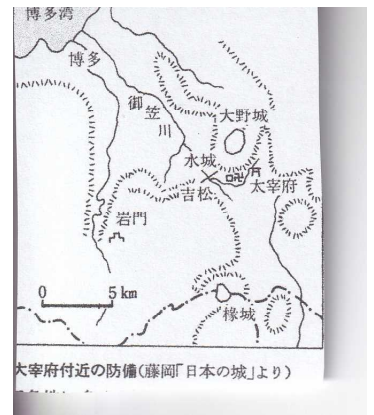 博多湾
博多
御笠川
大野城
水城
太宰府
吉松
岩門
0 5km
椽城
大宰府付近の防備(藤岡「日本の城」より)